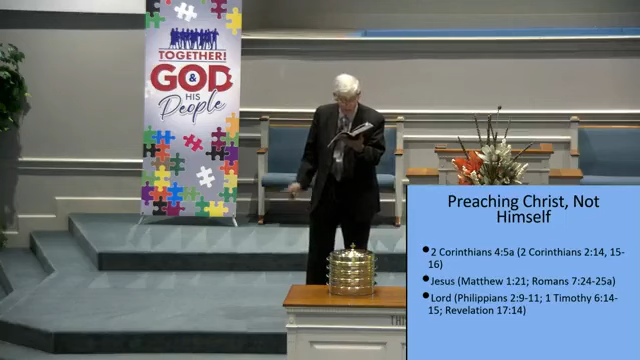 TOGETHER!
GOD
&
HIS
People
Preaching Christ, Not
Himself
2 Corinthians 4:5a (2 Corinthians 2:14, 15-
16)
Jesus (Matthew 1:21; Romans 7:24-25a)
Lord (Philippians 2:9-11; 1 Timothy 6:14-
15; Revelation 17:14)
THIS